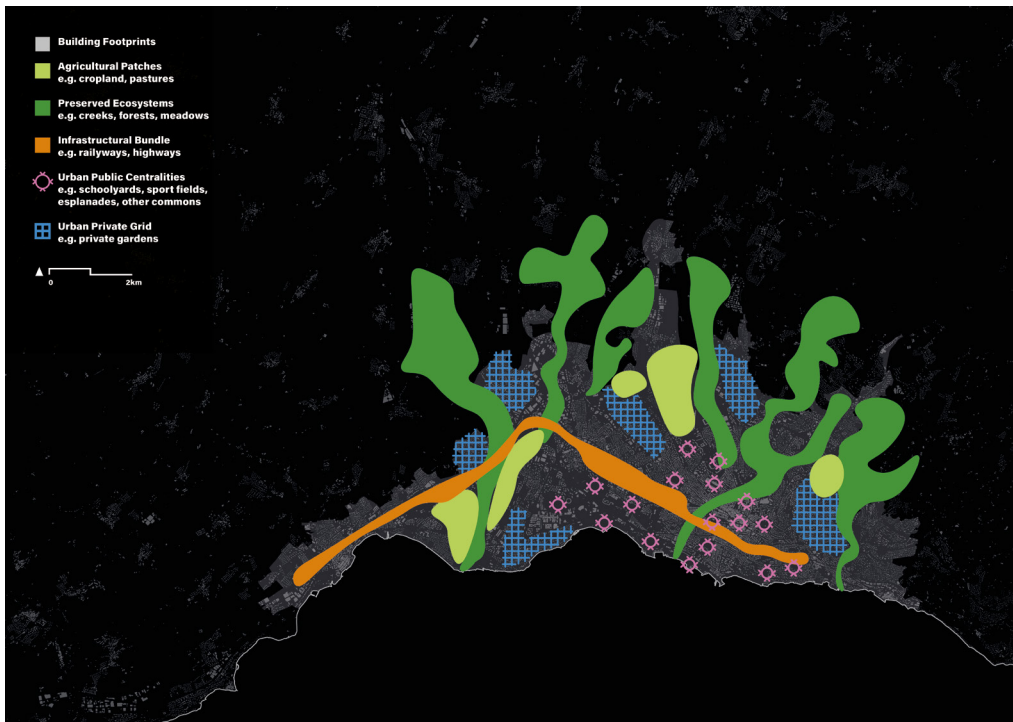 Building Footprints
Agricultural Patches
e.g. cropland, pastures
Preserved Ecosystems
e.g. creeks, forests, meadows
Infrastructural Bundle
e.g. railyways, highways
Urban Public Centralities
e.g. schoolyards, sport fields,
esplanades, other commons
Urban Private Grid
e.g. private gardens
0 2km